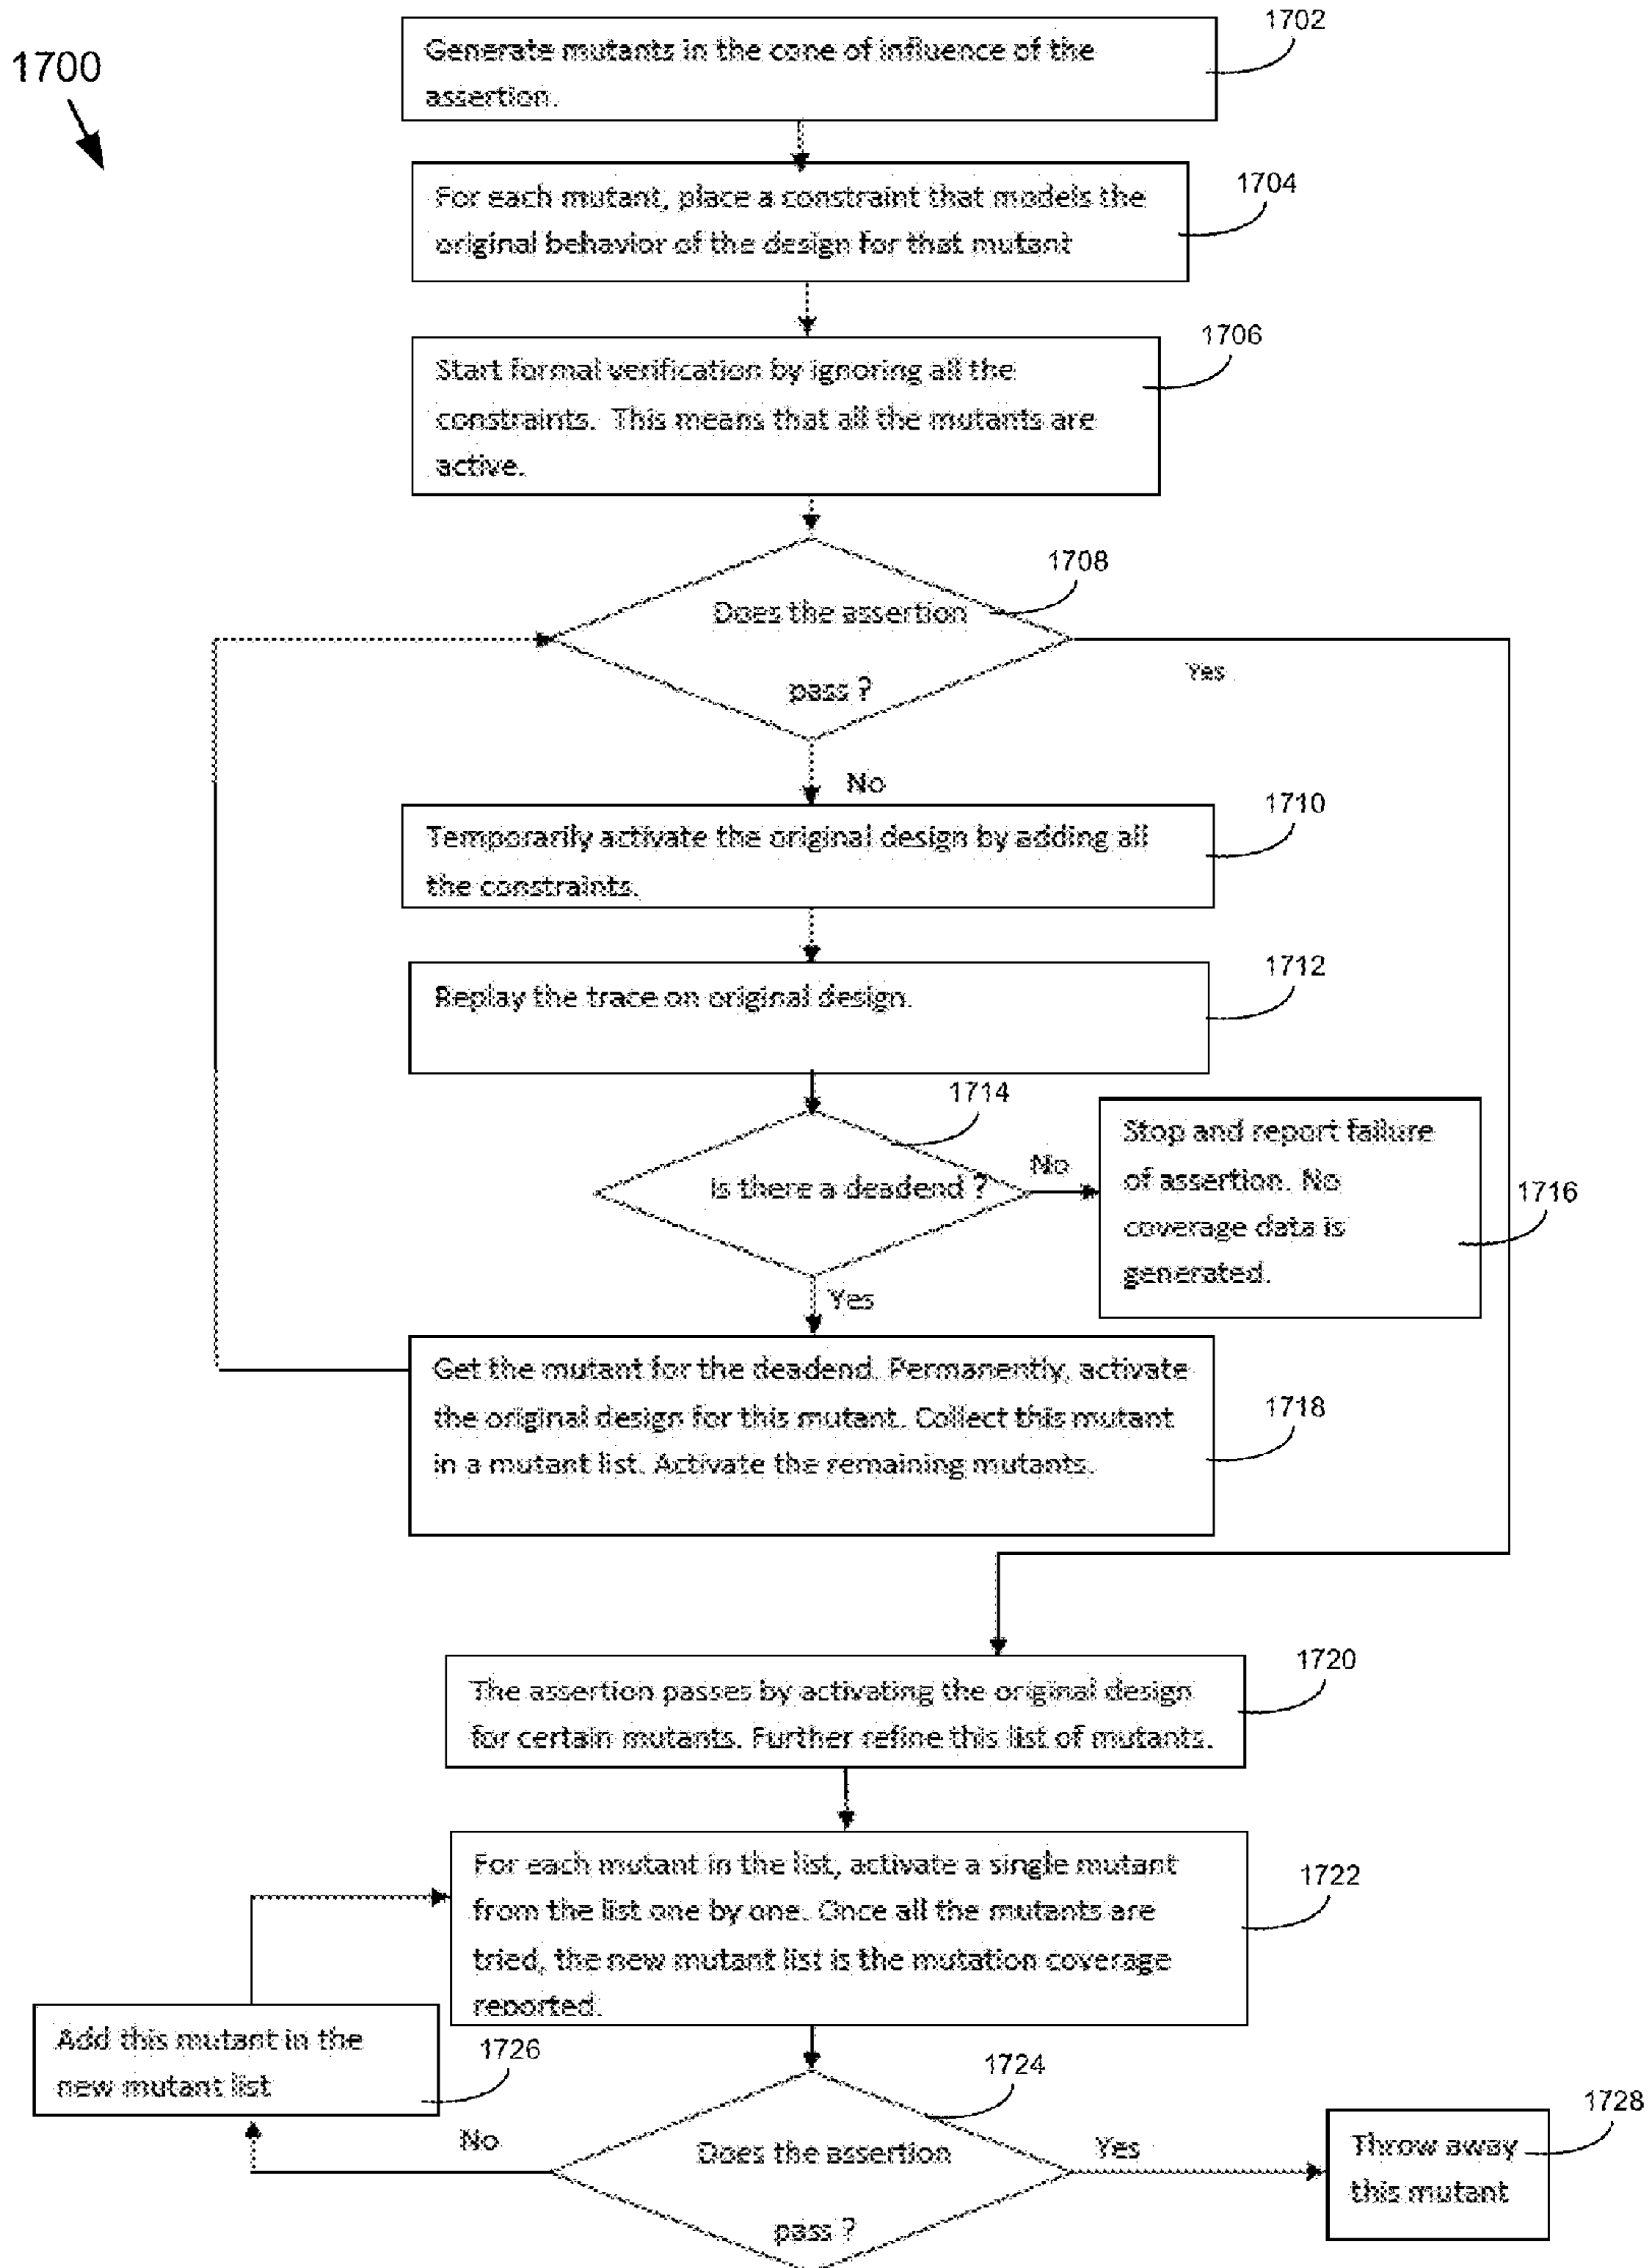 1700
1702
Generate mutants in the cone of influence of the
assertion.
1704
For each mutant, place a constraint that models the
original behavior of the design for that mutant
1706
Start formal verification by ignoring all the
constraints. This means that all the mutants are
active.
1708
Does the assertion
pass ?
Yes
No
1710
Temporarily activate the original design by adding all
the constraints.
1712
Replay the trace on original design.
1714
Is there a deadend ?
No
Stop and report failure
of assertion. No
coverage data is
generated.
1716
Yes
Get the mutant for the deadend. Permanently, activate
the original design for this mutant. Collect this mutant
in a mutant list. Activate the remaining mutants.
1718
1720
The assertion passes by activating the original design
for certain mutants. Further refine this list of mutants.
1722
For each mutant in the list, activate a single mutant
from the list one by one. Once all the mutants are
tried, the new mutant list is the mutation coverage
reported.
Add this mutant in the
new mutant list
1726
1724
Does the assertion
pass ?
No
Yes
1728
Throw away
this mutant